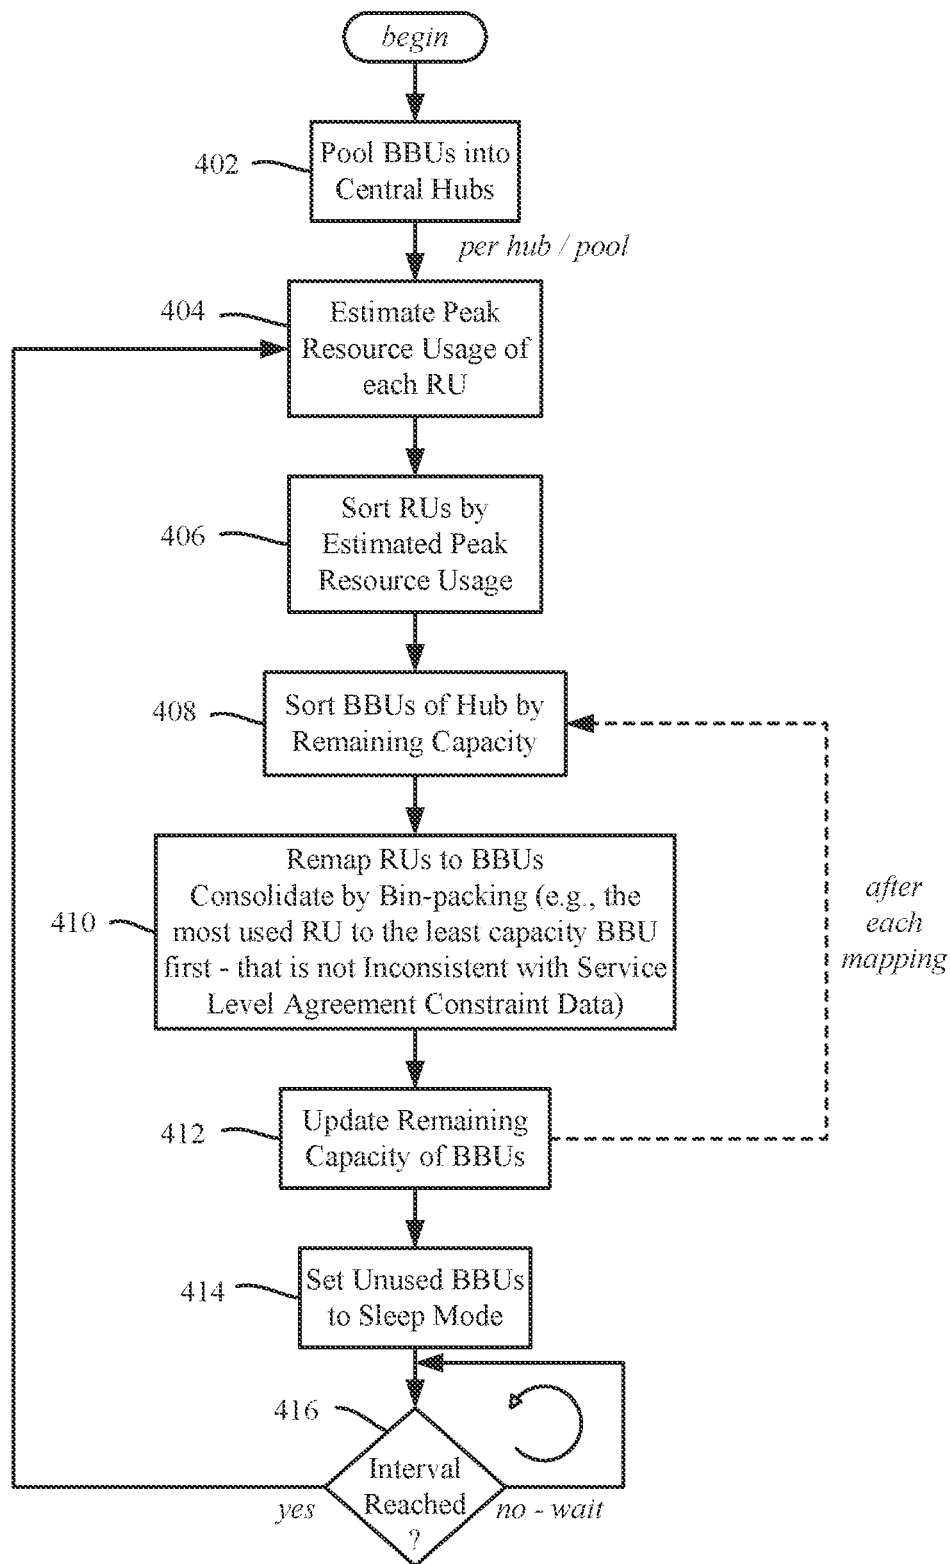 begin
402
Pool BBUs into
Central Hubs
per hub / pool
404
Estimate Peak
Resource Usage of
each RU
406
Sort RUs by
Estimated Peak
Resource Usage
408
Sort BBUs of Hub by
Remaining Capacity
410
Remap RUs to BBUs
Consolidate by Bin-packing (e.g., the
most used RU to the least capacity BBU
first - that is not Inconsistent with Service
Level Agreement Constraint Data)
after
each
mapping
412
Update Remaining
Capacity of BBUs
414
Set Unused BBUs
to Sleep Mode
416
Interval
Reached
?
yes
no - wait